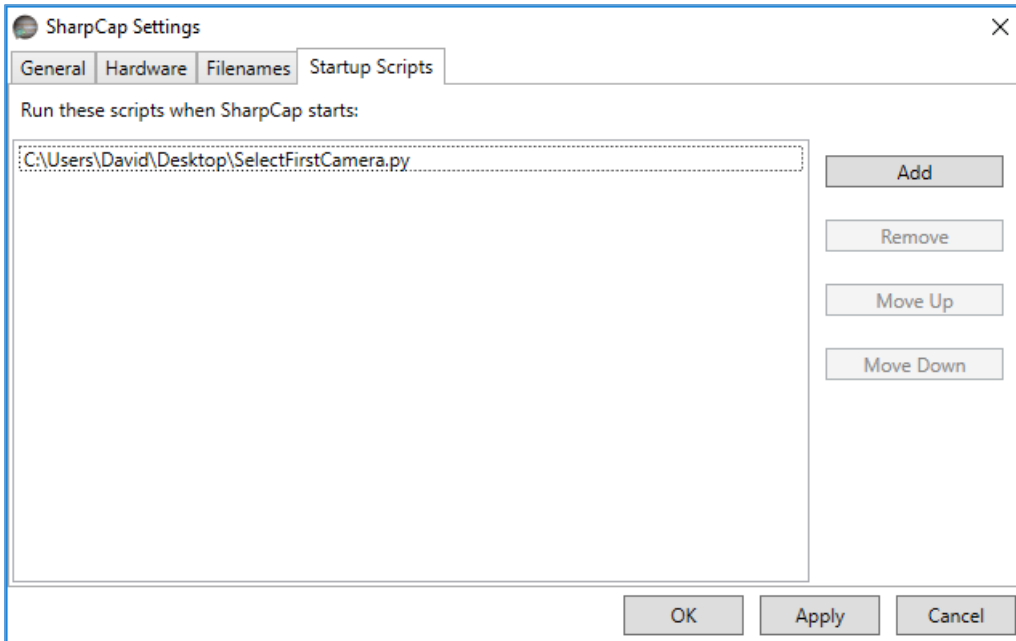 SharpCap Settings
General Hardware Filenames Startup Scripts
Run these scripts when SharpCap starts:
C:\Users\David\Desktop\SelectFirstCamera.py
Add
Remove
Move Up
Move Down
OK Apply Cancel